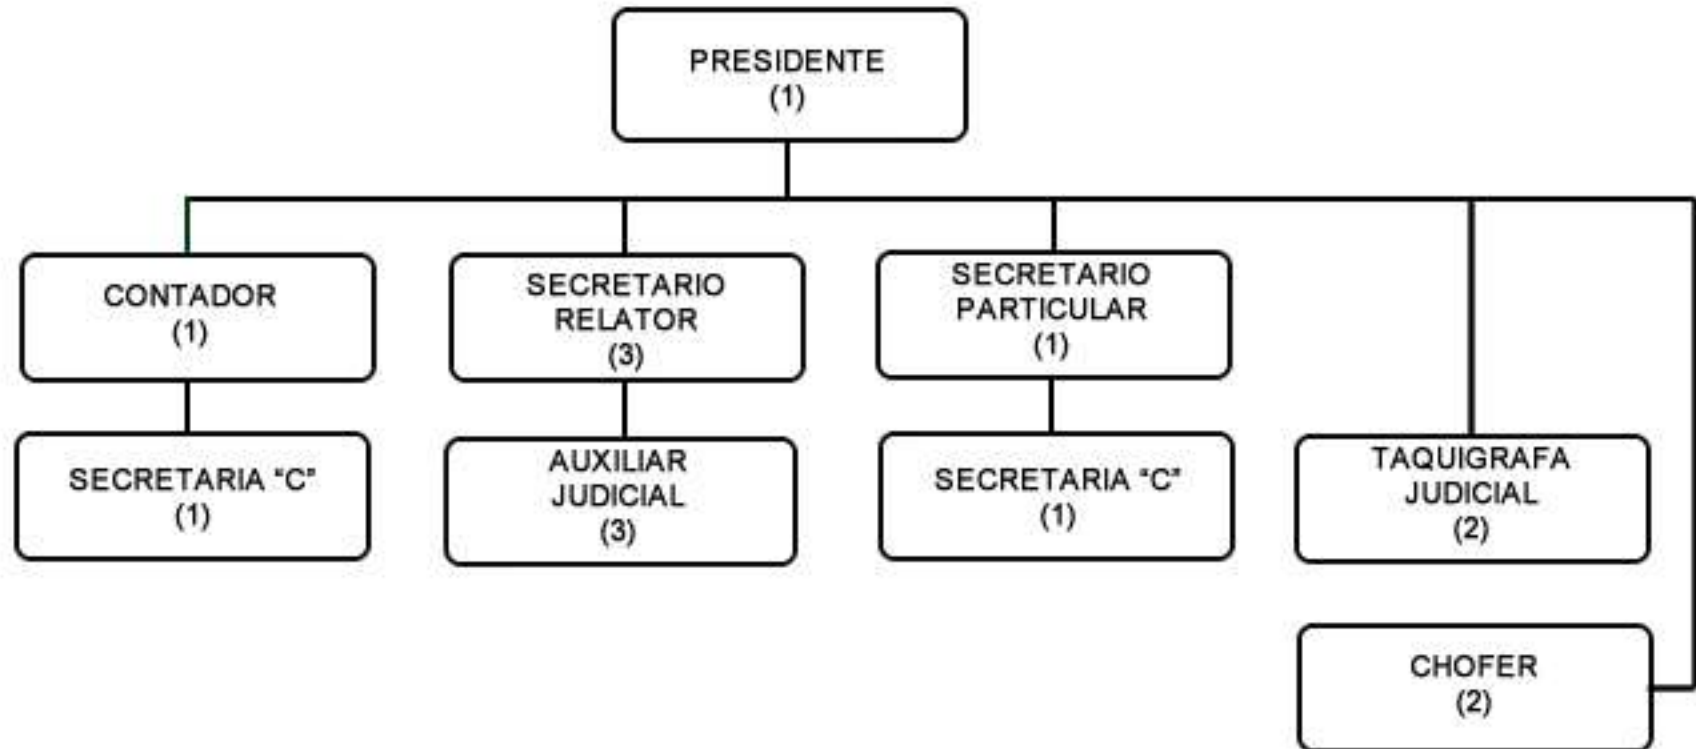 PRESIDENTE
(1)
CONTADOR
(1)
SECRETARIO
RELATOR
(3)
SECRETARIO
PARTICULAR
(1)
SECRETARIA “C”
(1)
AUXILIAR
JUDICIAL
(3)
SECRETARIA “C”
(1)
TAQUIGRAFA
JUDICIAL
(2)
CHOFER
(2)